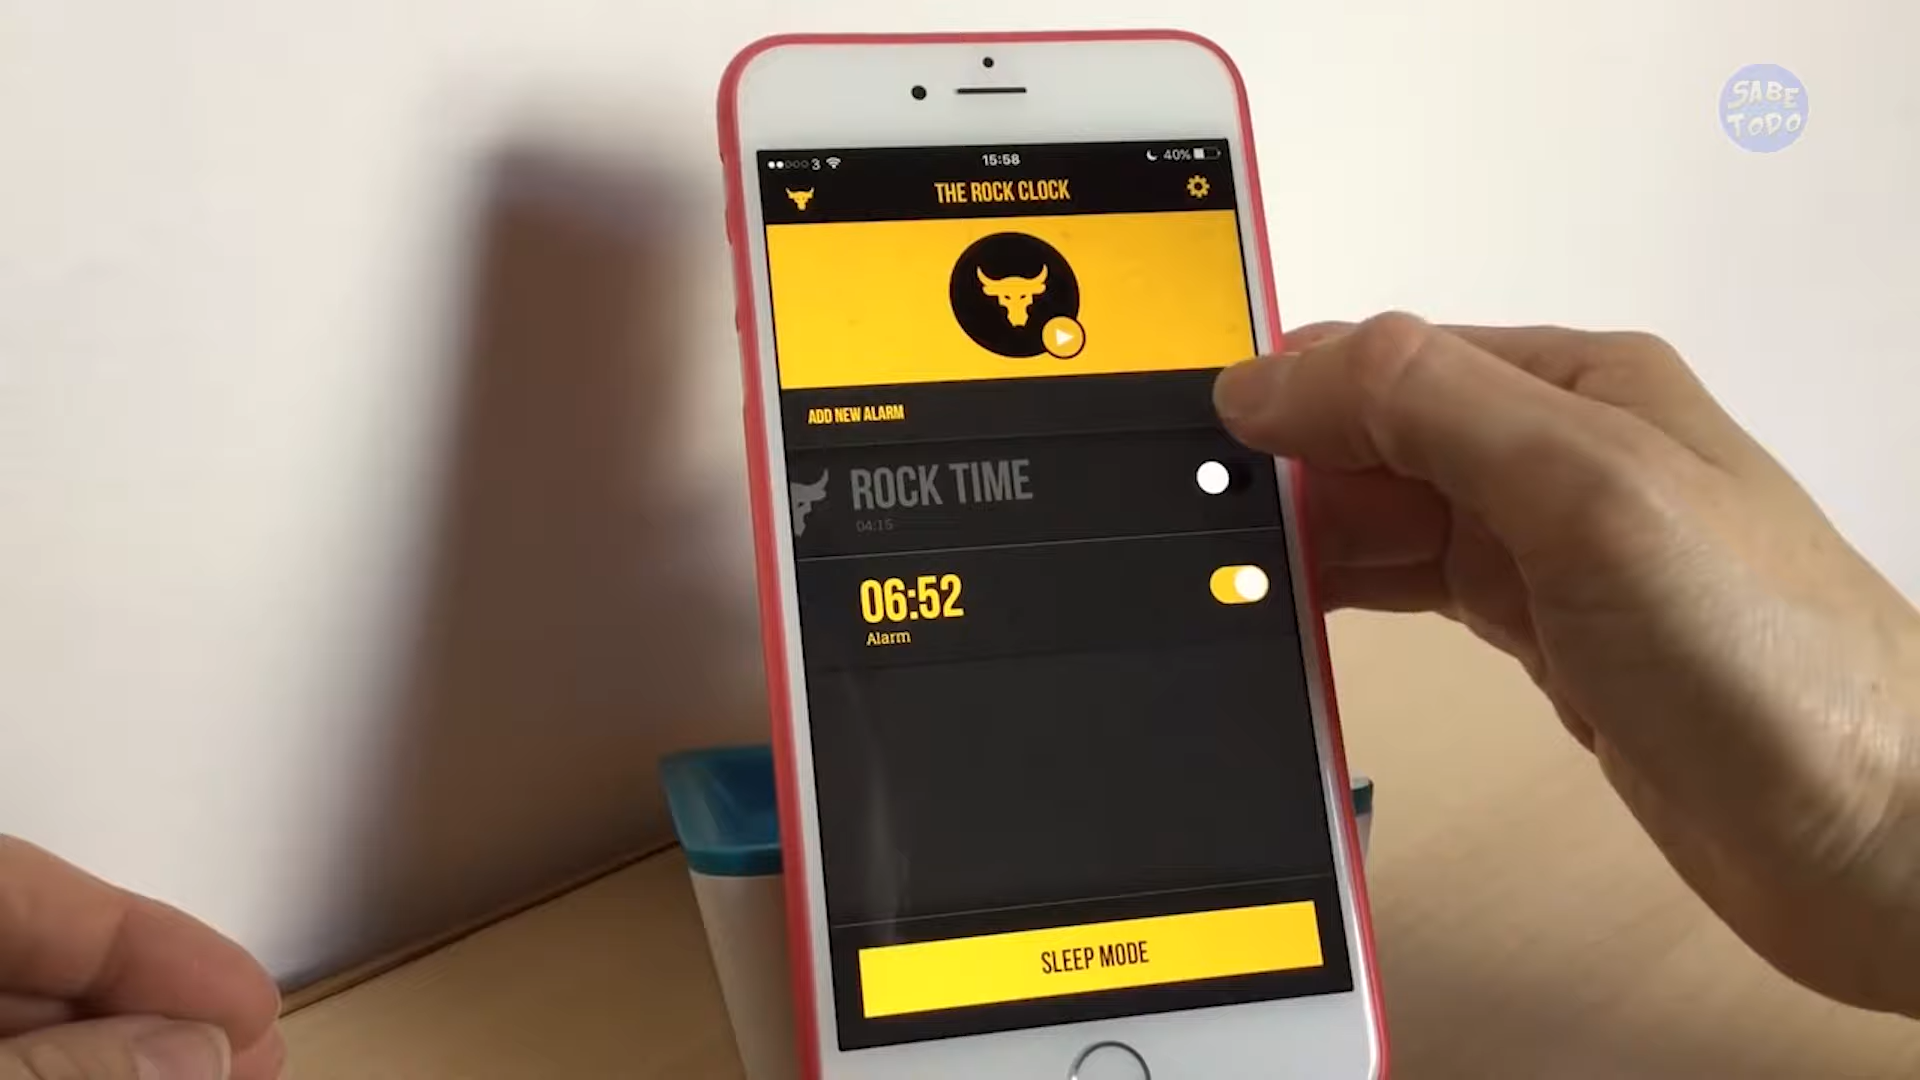 SABE
TODO
3 15:58 40%
THE ROCK CLOCK
ADD NEW ALARM
ROCK TIME
04:15
06:52
Alarm
SLEEP MODE